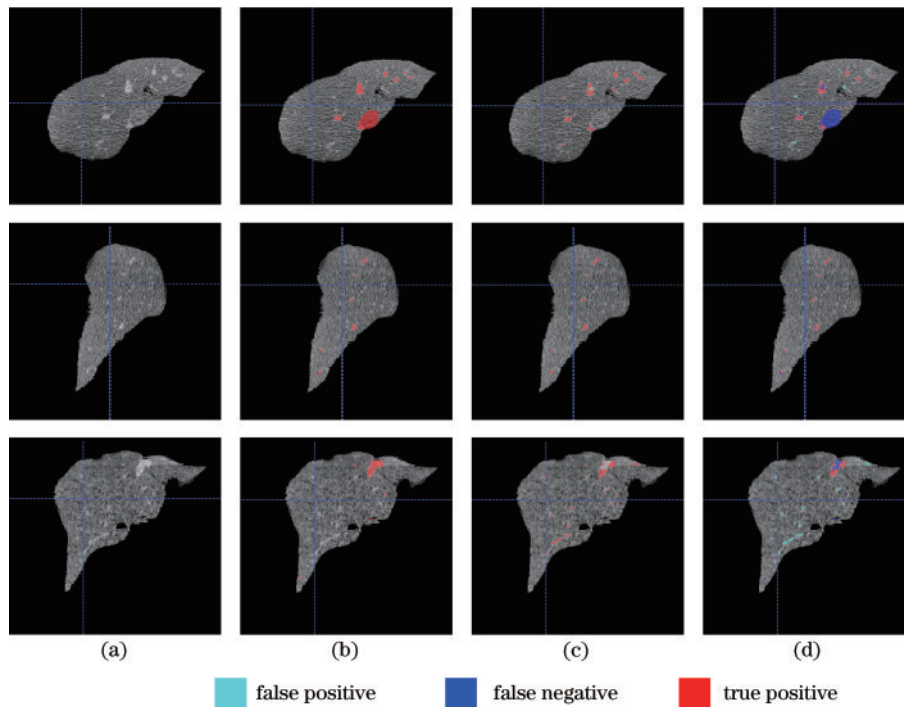 (a) (b) (c) (d)
false positive false negative true positive